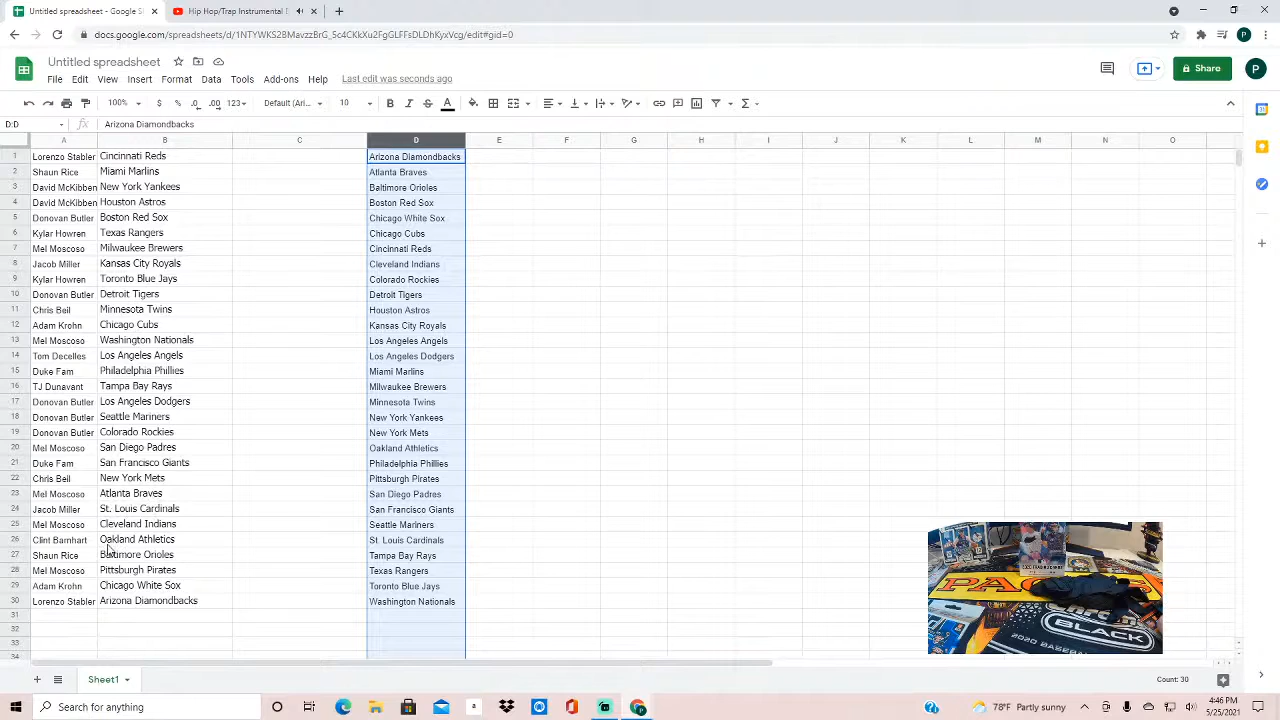 Untitled spreadsheet - Google S
Hip Hop/Trap Instrumental [
docs.google.com/spreadsheets/d/1NTYWKS2BMavzzBrG_Sc4CKkXu2FgGLFFsDLDhKyxVcg/edit#gid=0
Untitled spreadsheet
File Edit View Insert Format Data Tools Add-ons Help Last edit was seconds ago
Share
P
100% $ % .0 .00 123 Default (Ari... 10 B I S A
D:D fx Arizona Diamondbacks
A B C D E F G H I J K L M N O
1 Lorenzo Stabler Cincinnati Reds Arizona Diamondbacks
2 Shaun Rice Miami Marlins Atlanta Braves
3 David McKibben New York Yankees Baltimore Orioles
4 David McKibben Houston Astros Boston Red Sox
5 Donovan Butler Boston Red Sox Chicago White Sox
6 Kylar Howren Texas Rangers Chicago Cubs
7 Mel Moscoso Milwaukee Brewers Cincinnati Reds
8 Jacob Miller Kansas City Royals Cleveland Indians
9 Kylar Howren Toronto Blue Jays Colorado Rockies
10 Donovan Butler Detroit Tigers Detroit Tigers
11 Chris Beil Minnesota Twins Houston Astros
12 Adam Krohn Chicago Cubs Kansas City Royals
13 Mel Moscoso Washington Nationals Los Angeles Angels
14 Tom Decelles Los Angeles Angels Los Angeles Dodgers
15 Duke Fam Philadelphia Phillies Miami Marlins
16 TJ Dunavant Tampa Bay Rays Milwaukee Brewers
17 Donovan Butler Los Angeles Dodgers Minnesota Twins
18 Donovan Butler Seattle Mariners New York Yankees
19 Donovan Butler Colorado Rockies New York Mets
20 Mel Moscoso San Diego Padres Oakland Athletics
21 Duke Fam San Francisco Giants Philadelphia Phillies
22 Chris Beil New York Mets Pittsburgh Pirates
23 Mel Moscoso Atlanta Braves San Diego Padres
24 Jacob Miller St. Louis Cardinals San Francisco Giants
25 Mel Moscoso Cleveland Indians Seattle Mariners
26 Clint Barnhart Oakland Athletics St. Louis Cardinals
27 Shaun Rice Baltimore Orioles Tampa Bay Rays
28 Mel Moscoso Pittsburgh Pirates Texas Rangers
29 Adam Krohn Chicago White Sox Toronto Blue Jays
30 Lorenzo Stabler Arizona Diamondbacks Washington Nationals
31
32
33
34
BLACK
2020 BASEBA
Sheet1
Count: 30
Type here to search
78°F Partly sunny
4:46 PM
5/25/2021